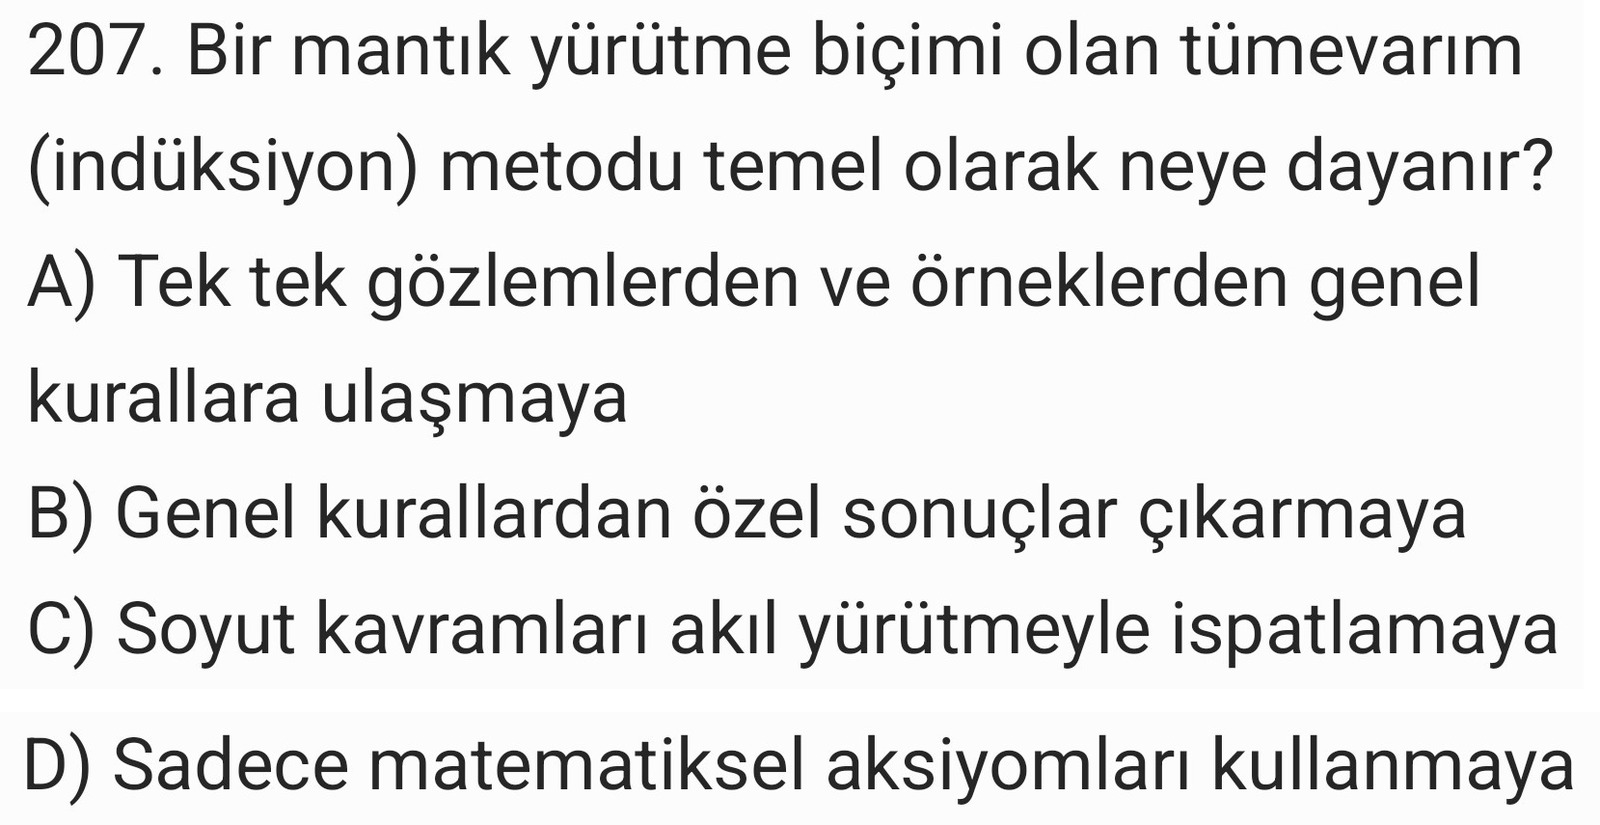 207. Bir mantık yürütme biçimi olan tümevarım
(indüksiyon) metodu temel olarak neye dayanır?
A) Tek tek gözlemlerden ve örneklerden genel
kurallara ulaşmaya
B) Genel kurallardan özel sonuçlar çıkarmaya
C) Soyut kavramları akıl yürütmeyle ispatlamaya
D) Sadece matematiksel aksiyomları kullanmaya